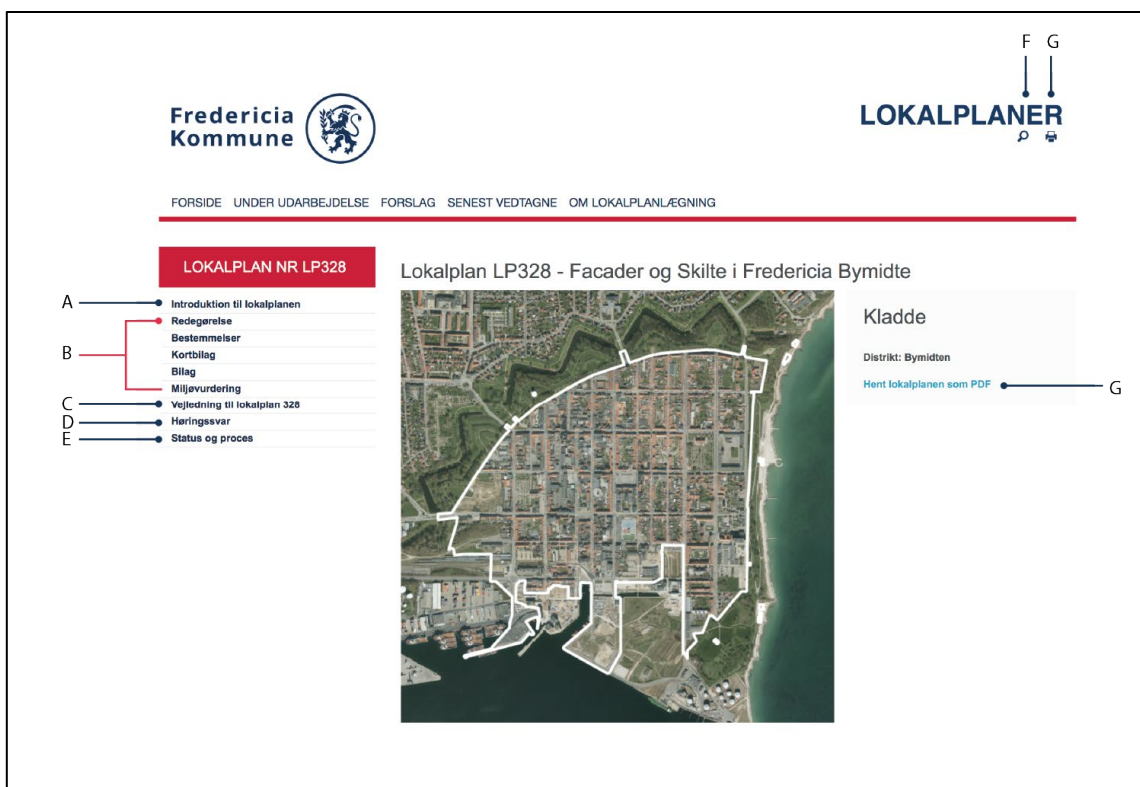 F G
Fredericia
Kommune
LOKALPLANER
FORSIDE UNDER UDARBEJDELSE FORSLAG SENEST VEDTAGNE OM LOKALPLANLÆGNING
LOKALPLAN NR LP328
Lokalplan LP328 - Facader og Skilte i Fredericia Bymidte
A
Introduktion til lokalplanen
Redegørelse
Bestemmelser
B
Kortbilag
Bilag
Miljøvurdering
C
Vejledning til lokalplan 328
D
Høringssvar
E
Status og proces
Kladde
Distrikt: Bymidten
Hent lokalplanen som PDF
G